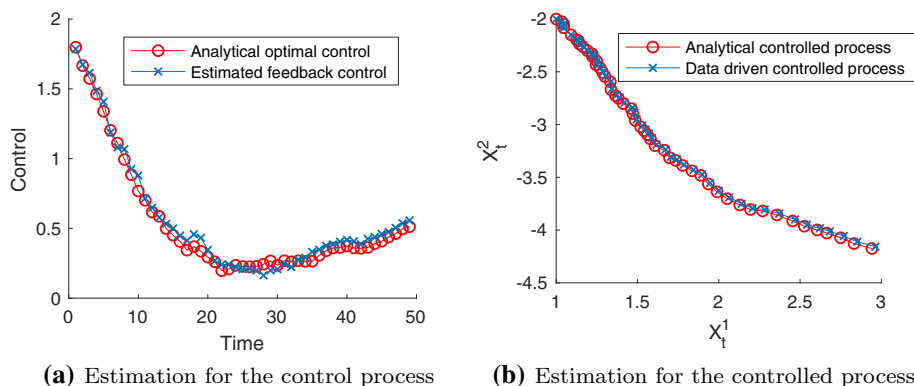 2
1.5
1
0.5
0
Control
Analytical optimal control
Estimated feedback control
0 10 20 30 40 50
Time
(a) Estimation for the control process
-2
-2.5
-3
-3.5
-4
-4.5
X_t^2
Analytical controlled process
Data driven controlled process
1 1.5 2 2.5 3
X_t^1
(b) Estimation for the controlled process